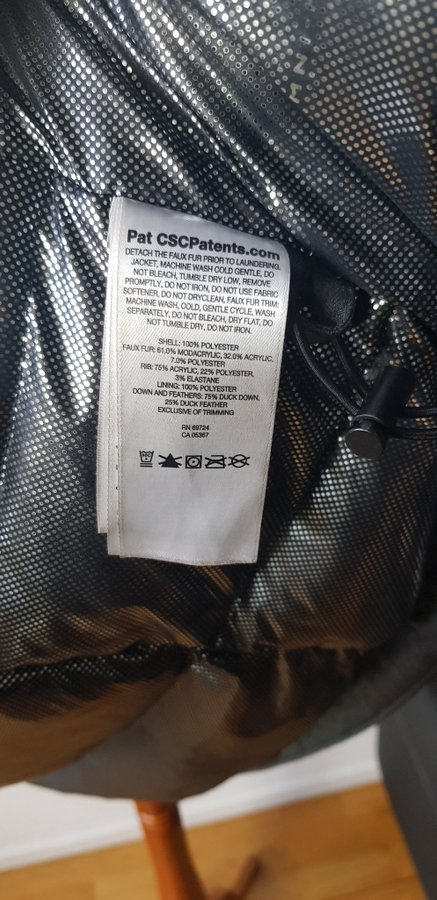 Pat CSCPatents.com
DETACH THE FAUX FUR PRIOR TO LAUNDERING.
JACKET, MACHINE WASH COLD GENTLE, DO
NOT BLEACH, TUMBLE DRY LOW, REMOVE
PROMPTLY, DO NOT IRON, DO NOT USE FABRIC
SOFTENER, DO NOT DRYCLEAN, FAUX FUR TRIM:
MACHINE WASH, COLD, GENTLE CYCLE, WASH
SEPARATELY, DO NOT BLEACH, DRY FLAT, DO
NOT TUMBLE DRY, DO NOT IRON.
SHELL: 100% POLYESTER
FAUX FUR: 61.0% MODACRYLIC, 32.0% ACRYLIC,
7.0% POLYESTER
RIB: 75% ACRYLIC, 22% POLYESTER,
3% ELASTANE
LINING: 100% POLYESTER
DOWN AND FEATHERS: 75% DUCK DOWN,
25% DUCK FEATHER
EXCLUSIVE OF TRIMMING
RN 69724
CA 05367